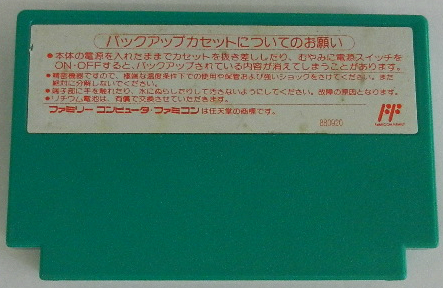 バックアップカセットについてのお願い
●本体の電源を入れたままでカセットを抜き差ししたり、むやみに電源スイッチを
ON・OFFすると、バックアップされている内容が消えてしまうことがあります。
●精密機器ですので、極端な温度条件下での使用や保管および強いショックをさけてください。また
絶対に分解しないでください。
●端子部に手を触れたり、水にぬらしたりして汚さないようにしてください。故障の原因となります。
●リチウム電池は、有償で交換させていただきます。
ファミリーコンピュータ・ファミコンは任天堂の商標です。